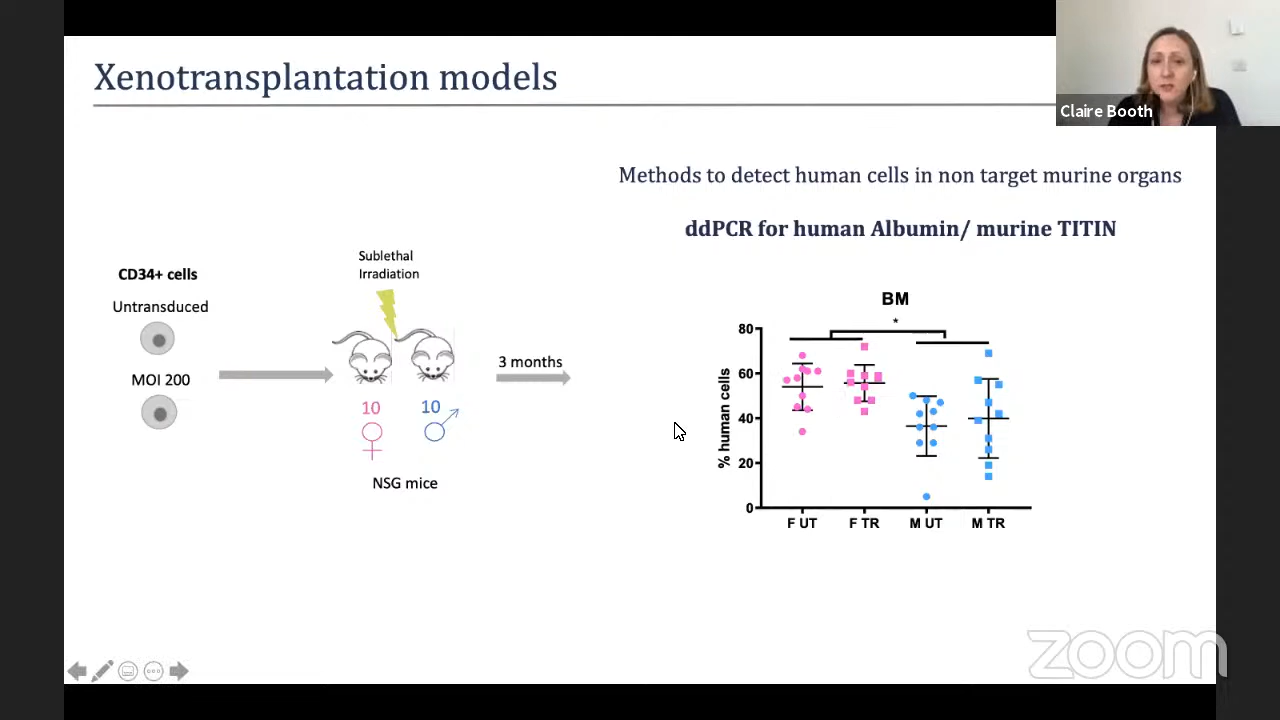 Xenotransplantation models
Claire Booth
Methods to detect human cells in non target murine organs
ddPCR for human Albumin/ murine TITIN
CD34+ cells
Untransduced
MOI 200
Sublethal
Irradiation
10
10
NSG mice
3 months
BM
*
% human cells
80
60
40
20
0
F UT
F TR
M UT
M TR
zoom